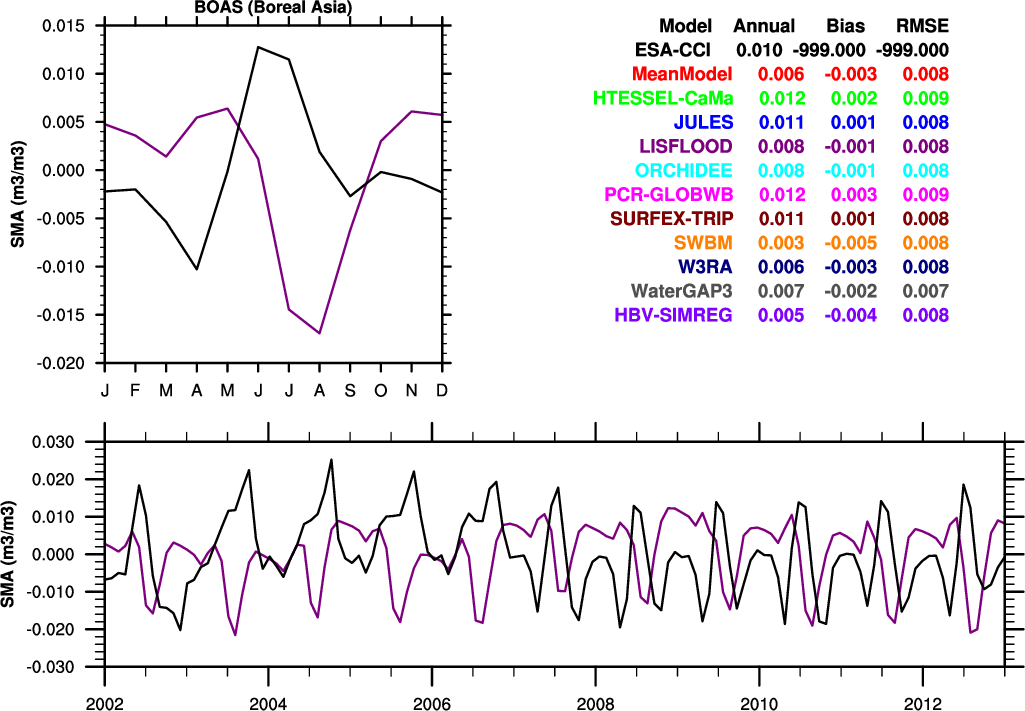 BOAS (Boreal Asia)
0.015
0.010
0.005
0.000
-0.005
-0.010
-0.015
-0.020
SMA (m3/m3)
J F M A M J J A S O N D
Model Annual Bias RMSE
ESA-CCI 0.010 -999.000 -999.000
MeanModel 0.006 -0.003 0.008
HTESSEL-CaMa 0.012 0.002 0.009
JULES 0.011 0.001 0.008
LISFLOOD 0.008 -0.001 0.008
ORCHIDEE 0.008 -0.001 0.008
PCR-GLOBWB 0.012 0.003 0.009
SURFEX-TRIP 0.011 0.001 0.008
SWBM 0.003 -0.005 0.008
W3RA 0.006 -0.003 0.008
WaterGAP3 0.007 -0.002 0.007
HBV-SIMREG 0.005 -0.004 0.008
0.030
0.020
0.010
0.000
-0.010
-0.020
-0.030
SMA (m3/m3)
2002 2004 2006 2008 2010 2012